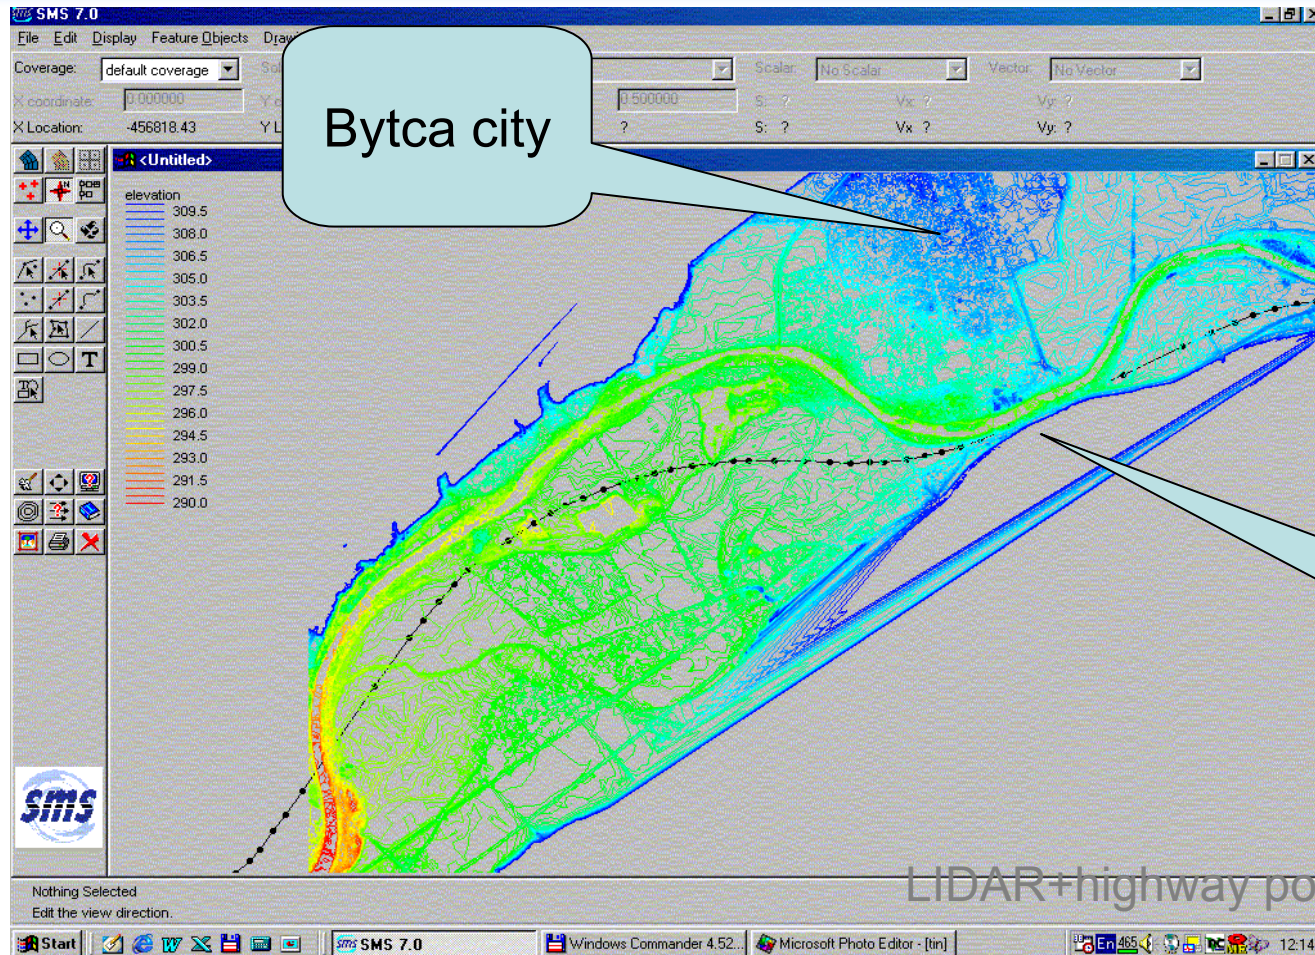 SMS 7.0
File Edit Display Feature Objects
Coverage: default coverage Scalar: No Scalar Vector: No Vector
X coordinate: 0.000000 0.500000 S: ? Vx: ? Vy: ?
X Location: -456818.43 ? S: ? Vx ? Vy: ?
Bytca city
<Untitled>
elevation
309.5
308.0
306.5
305.0
303.5
302.0
300.5
299.0
297.5
296.0
294.5
293.0
291.5
290.0
T
sms
LIDAR+highway po
Nothing Selected
Edit the view direction.
Start SMS 7.0 Windows Commander 4.52... Microsoft Photo Editor - [tin] En 465 12:14